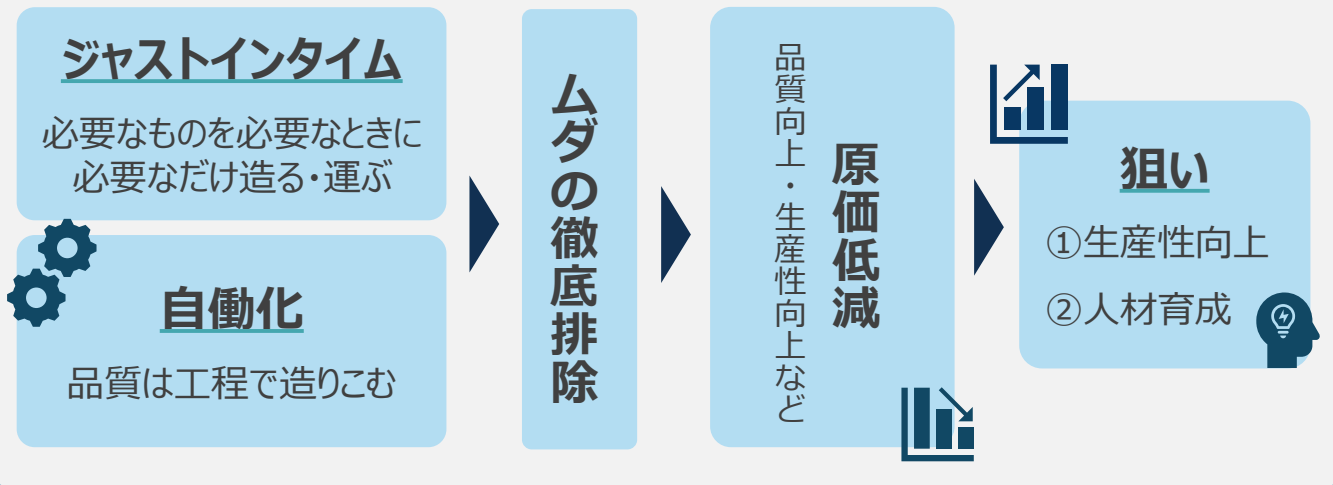 ジャストインタイム
必要なものを必要なときに
必要なだけ造る・運ぶ
自働化
品質は工程で造りこむ
ムダの徹底排除
原価低減
品質向上・生産性向上など
狙い
①生産性向上
②人材育成